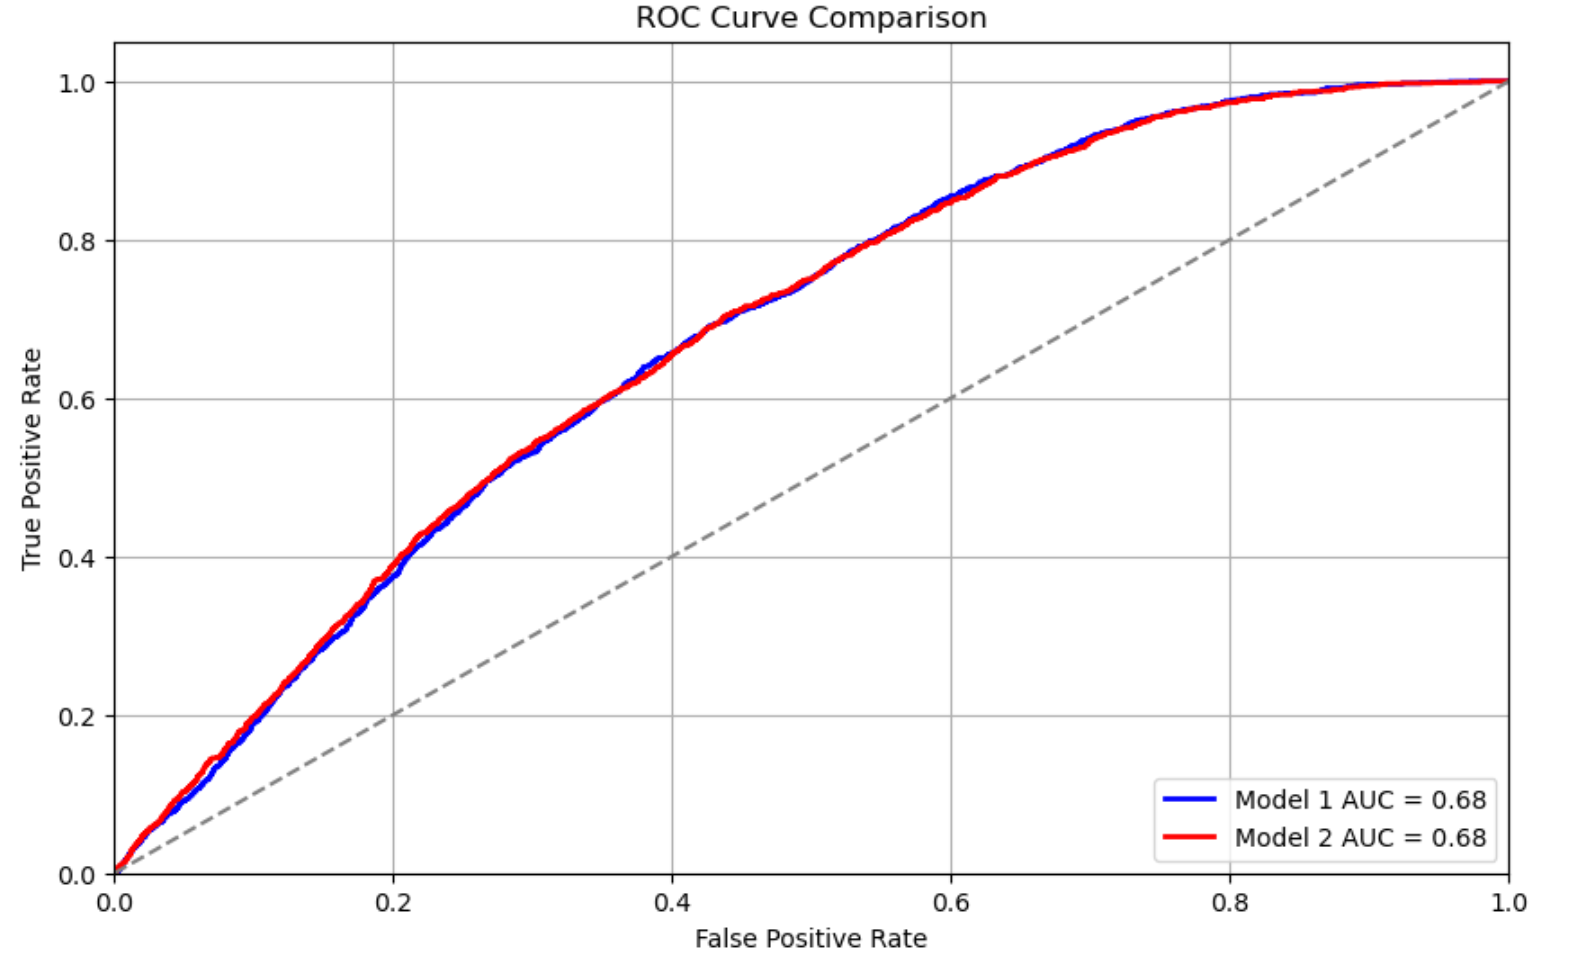 ROC Curve Comparison
True Positive Rate
1.0
0.8
0.6
0.4
0.2
0.0
0.0 0.2 0.4 0.6 0.8 1.0
False Positive Rate
Model 1 AUC = 0.68
Model 2 AUC = 0.68